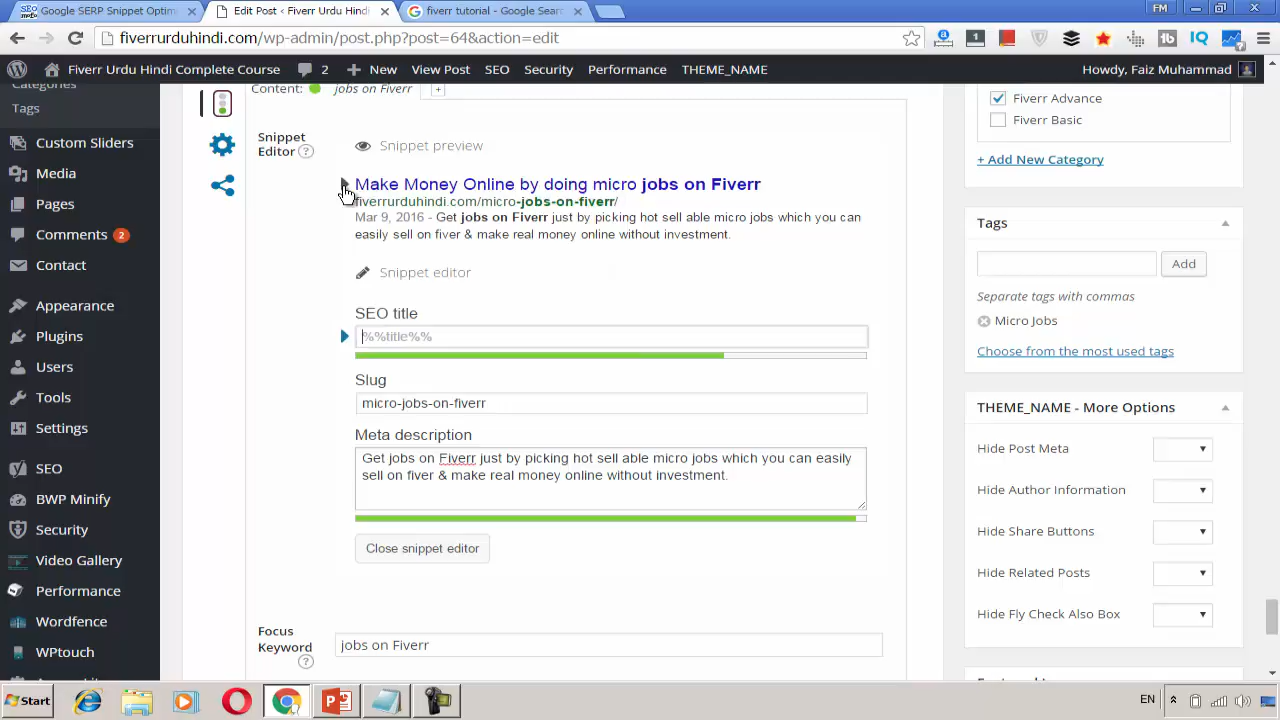 Google SERP Snippet Optim
Edit Post ‹ Fiverr Urdu Hindi
fiverr tutorial - Google Sear
FM
fiverrurduhindi.com/wp-admin/post.php?post=64&action=edit
Fiverr Urdu Hindi Complete Course
2
New
View Post
SEO
Security
Performance
THEME_NAME
Howdy, Faiz Muhammad
Categories
Tags
Custom Sliders
Media
Pages
Comments 2
Contact
Appearance
Plugins
Users
Tools
Settings
SEO
BWP Minify
Security
Video Gallery
Performance
Wordfence
WPtouch
Content:
jobs on Fiverr
+
Snippet
Editor
?
Snippet preview
Make Money Online by doing micro jobs on Fiverr
fiverrurduhindi.com/micro-jobs-on-fiverr/
Mar 9, 2016 - Get jobs on Fiverr just by picking hot sell able micro jobs which you can
easily sell on fiver & make real money online without investment.
Snippet editor
SEO title
%%title%%
Slug
micro-jobs-on-fiverr
Meta description
Get jobs on Fiverr just by picking hot sell able micro jobs which you can easily
sell on fiver & make real money online without investment.
Close snippet editor
Focus
Keyword
?
jobs on Fiverr
Fiverr Advance
Fiverr Basic
+ Add New Category
Tags
Add
Separate tags with commas
Micro Jobs
Choose from the most used tags
THEME_NAME - More Options
Hide Post Meta
Hide Author Information
Hide Share Buttons
Hide Related Posts
Hide Fly Check Also Box
Start
EN